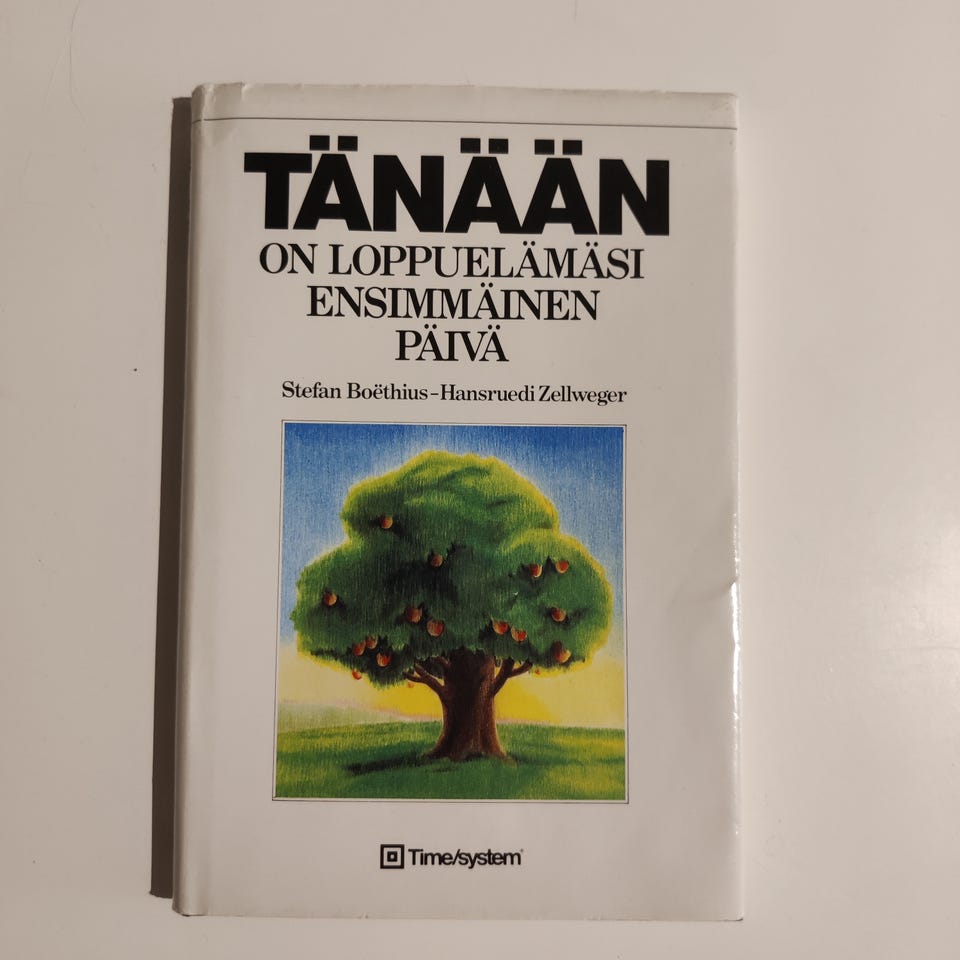 TÄNÄÄN
ON LOPPUELÄMÄSI
ENSIMMÄINEN
PÄIVÄ
Stefan Boëthius-Hansruedi Zellweger
Time/system®